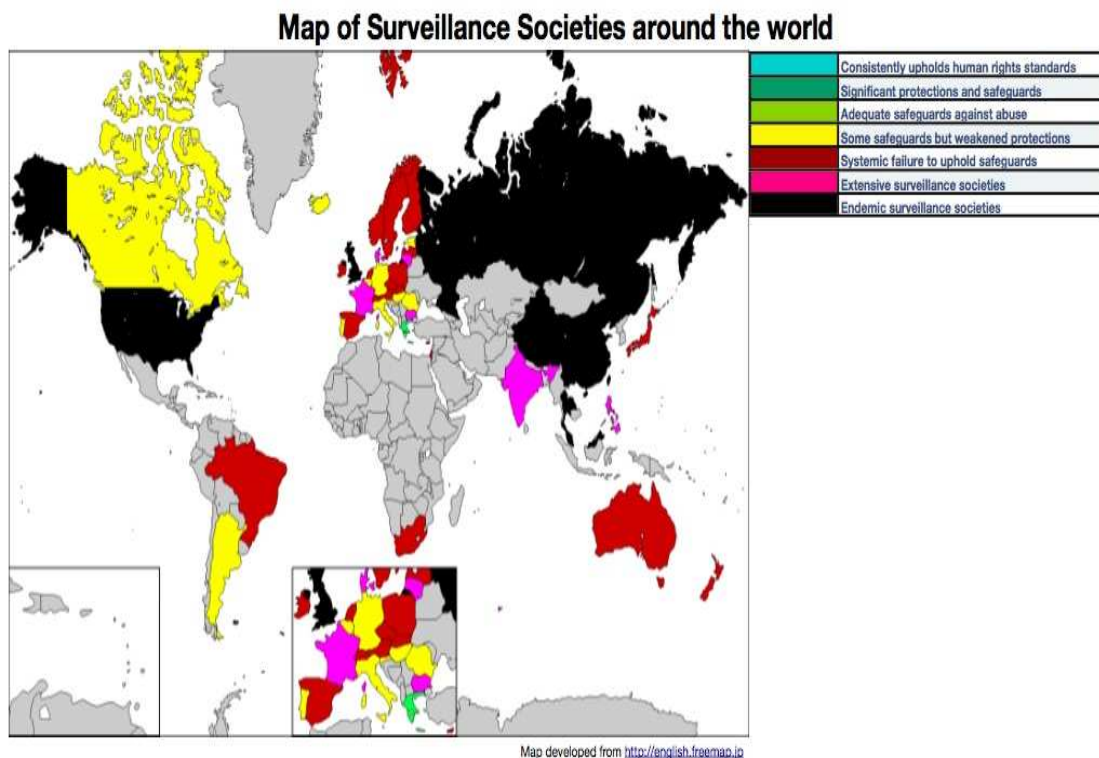 Map of Surveillance Societies around the world
Consistently upholds human rights standards
Significant protections and safeguards
Adequate safeguards against abuse
Some safeguards but weakened protections
Systemic failure to uphold safeguards
Extensive surveillance societies
Endemic surveillance societies
Map developed from http://english.freemap.jp